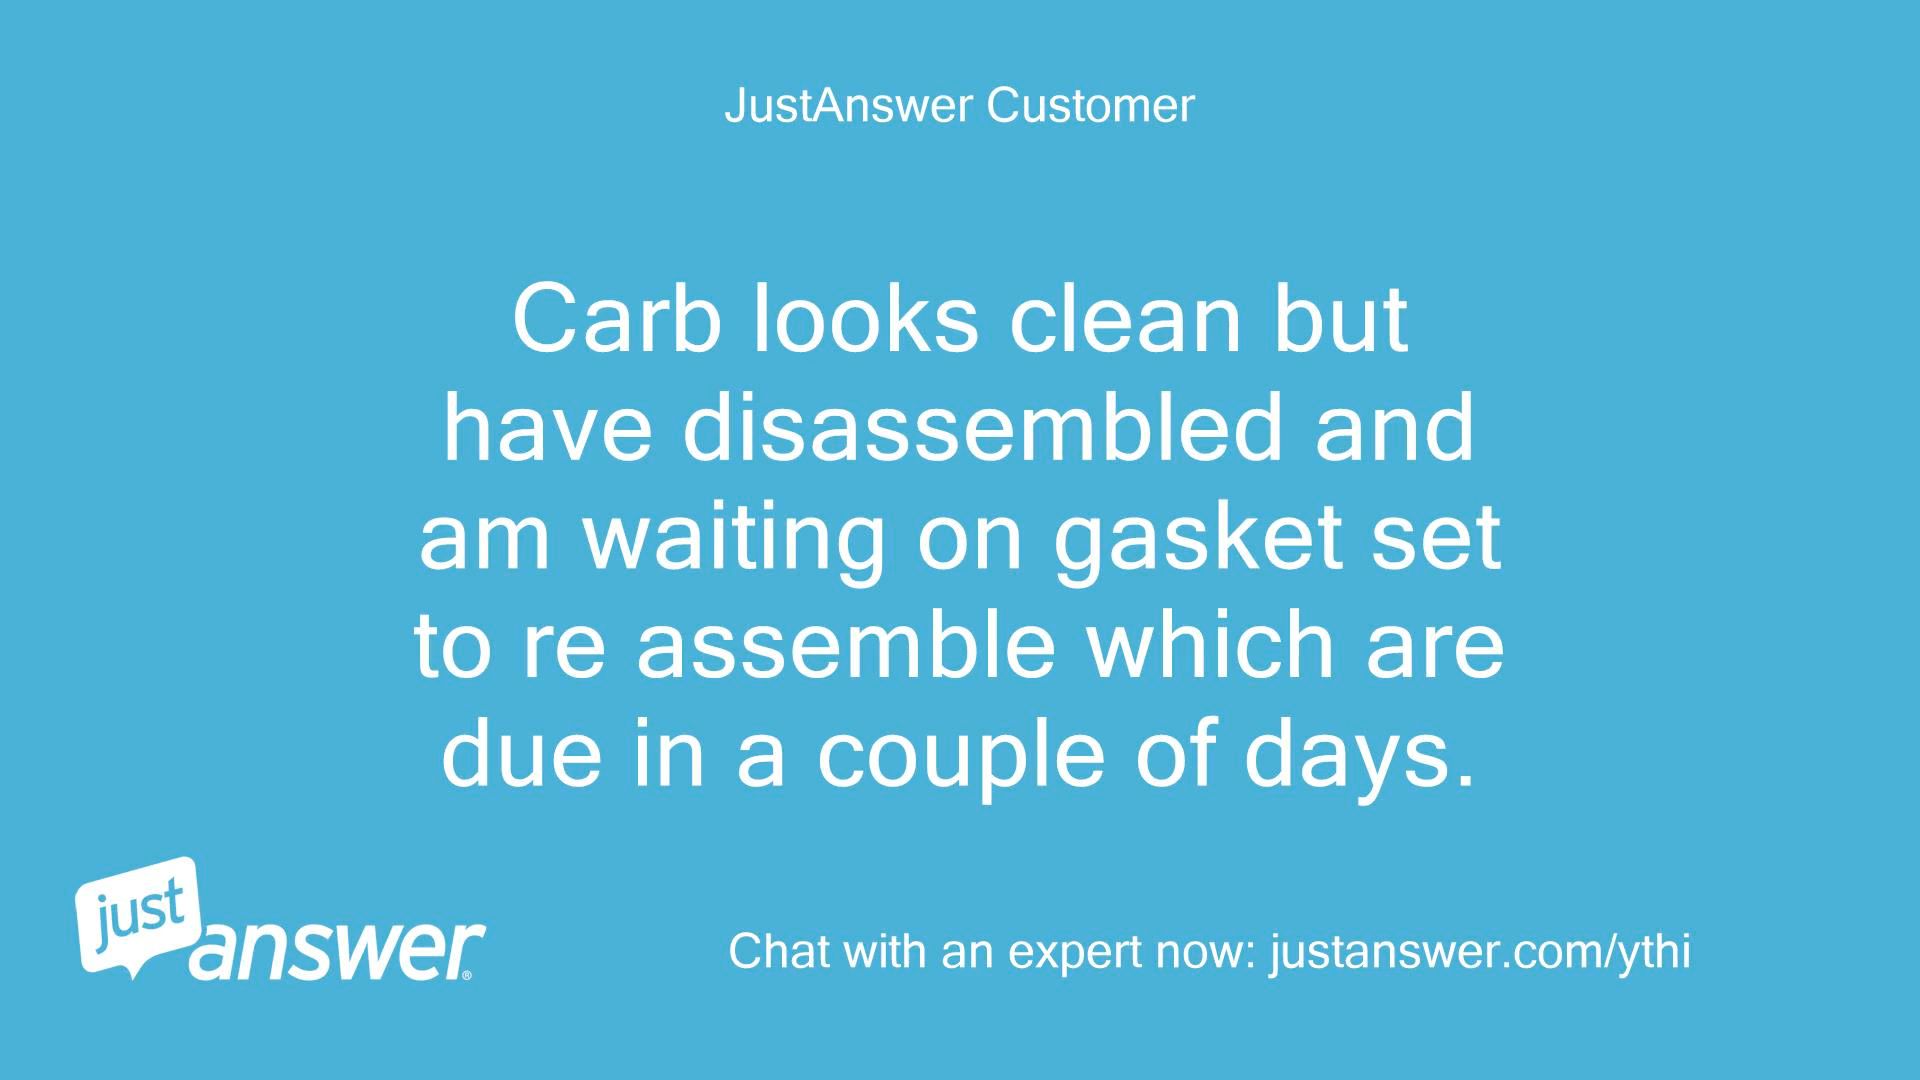 JustAnswer Customer
Carb looks clean but
have disassembled and
am waiting on gasket set
to re assemble which are
due in a couple of days.
just
answer®
Chat with an expert now: justanswer.com/ythi